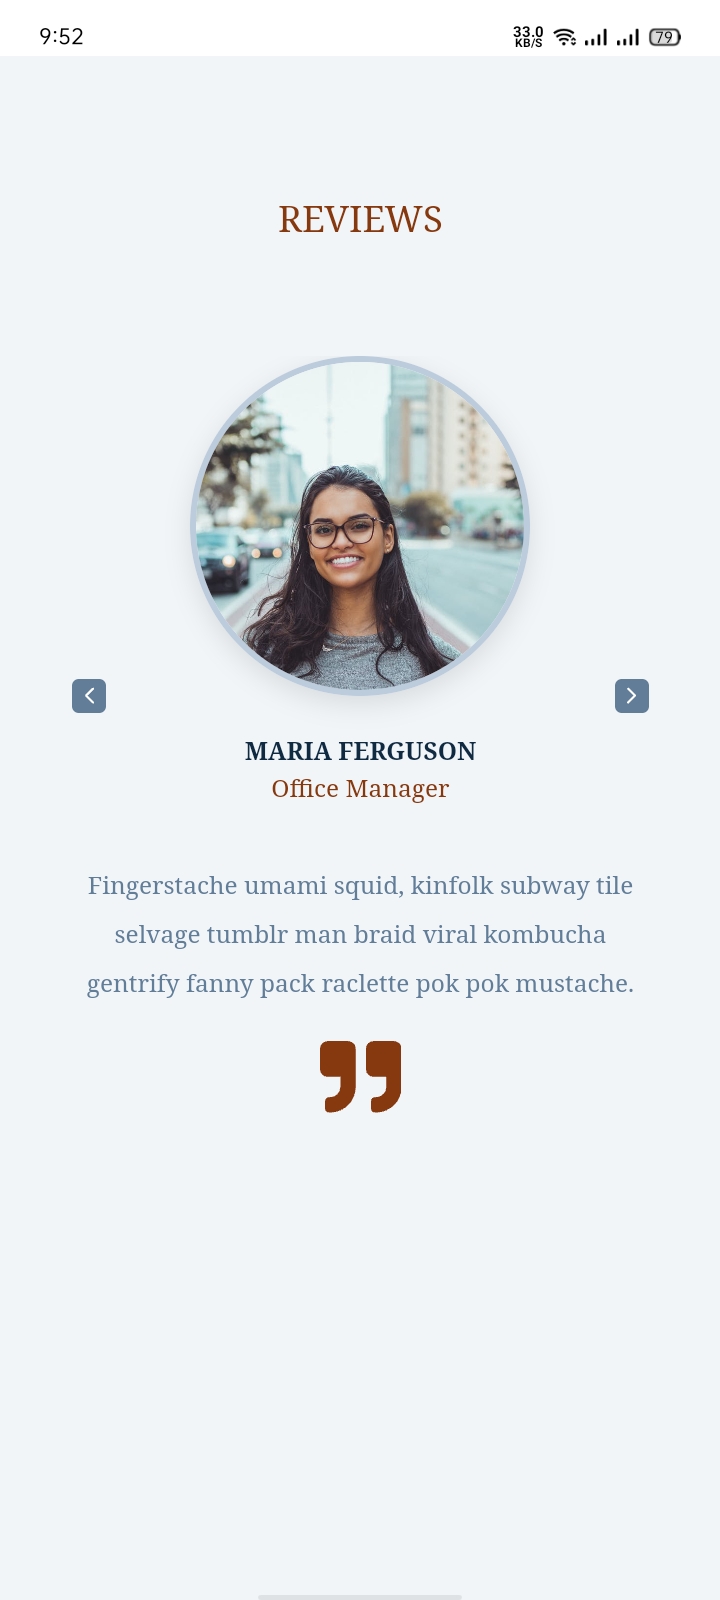 9:52
33.0
KB/S
79
REVIEWS
MARIA FERGUSON
Office Manager
Fingerstache umami squid, kinfolk subway tile
selvage tumblr man braid viral kombucha
gentrify fanny pack raclette pok pok mustache.